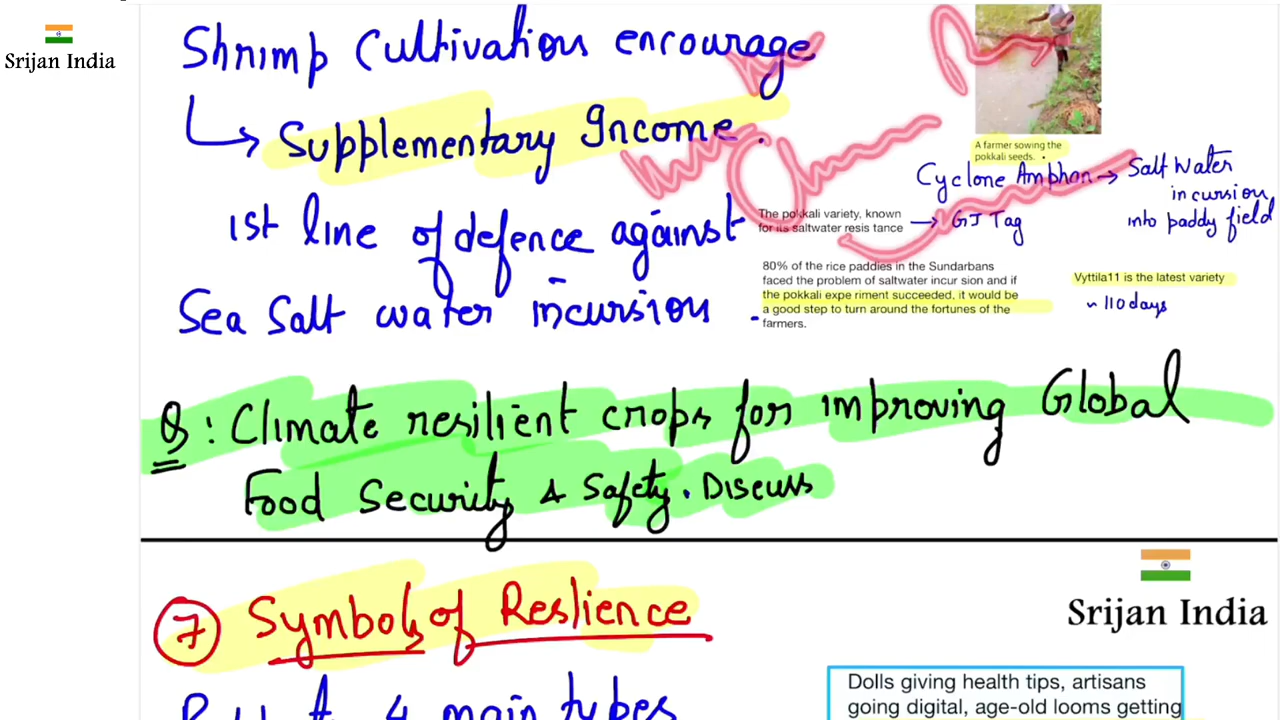 Srijan India
Shrimp Cultivation encourage
Supplementary Income.
1st line of defence against
Sea Salt water incursion.
A farmer sowing the
pokkali seeds.
Cyclone Amphan → Salt Water
incursion
into paddy field
The pokkali variety, known
for its saltwater resis tance
→ GI Tag
80% of the rice paddies in the Sundarbans
faced the problem of saltwater incur sion and if
the pokkali expe riment succeeded, it would be
a good step to turn around the fortunes of the
farmers.
Vyttila11 is the latest variety
~ 110 days
Q: Climate resilient crops for improving Global
Food Security & Safety. Discuss
Srijan India
7 Symbols of Reslience
4 main types
Dolls giving health tips, artisans
going digital, age-old looms getting